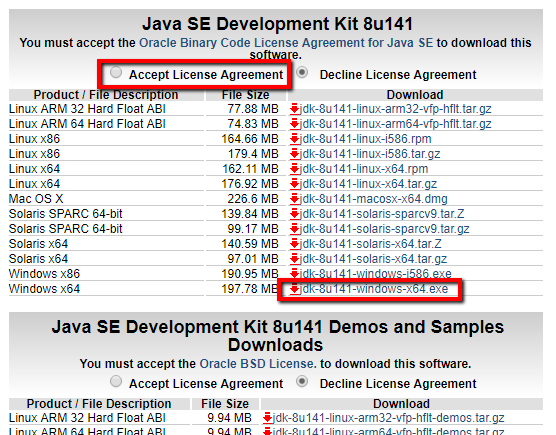 Java SE Development Kit 8u141
You must accept the Oracle Binary Code License Agreement for Java SE to download this
software.
Accept License Agreement Decline License Agreement
Product / File Description File Size Download
Linux ARM 32 Hard Float ABI 77.88 MB jdk-8u141-linux-arm32-vfp-hflt.tar.gz
Linux ARM 64 Hard Float ABI 74.83 MB jdk-8u141-linux-arm64-vfp-hflt.tar.gz
Linux x86 164.66 MB jdk-8u141-linux-i586.rpm
Linux x86 179.4 MB jdk-8u141-linux-i586.tar.gz
Linux x64 162.11 MB jdk-8u141-linux-x64.rpm
Linux x64 176.92 MB jdk-8u141-linux-x64.tar.gz
Mac OS X 226.6 MB jdk-8u141-macosx-x64.dmg
Solaris SPARC 64-bit 139.84 MB jdk-8u141-solaris-sparcv9.tar.Z
Solaris SPARC 64-bit 99.17 MB jdk-8u141-solaris-sparcv9.tar.gz
Solaris x64 140.59 MB jdk-8u141-solaris-x64.tar.Z
Solaris x64 97.01 MB jdk-8u141-solaris-x64.tar.gz
Windows x86 190.95 MB jdk-8u141-windows-i586.exe
Windows x64 197.78 MB jdk-8u141-windows-x64.exe
Java SE Development Kit 8u141 Demos and Samples
Downloads
You must accept the Oracle BSD License. to download this software.
Accept License Agreement Decline License Agreement
Product / File Description File Size Download
Linux ARM 32 Hard Float ABI 9.94 MB jdk-8u141-linux-arm32-vfp-hflt-demos.tar.gz
Linux ARM 64 Hard Float ABI 9.94 MB jdk-8u141-linux-arm64-vfp-hflt-demos.tar.gz